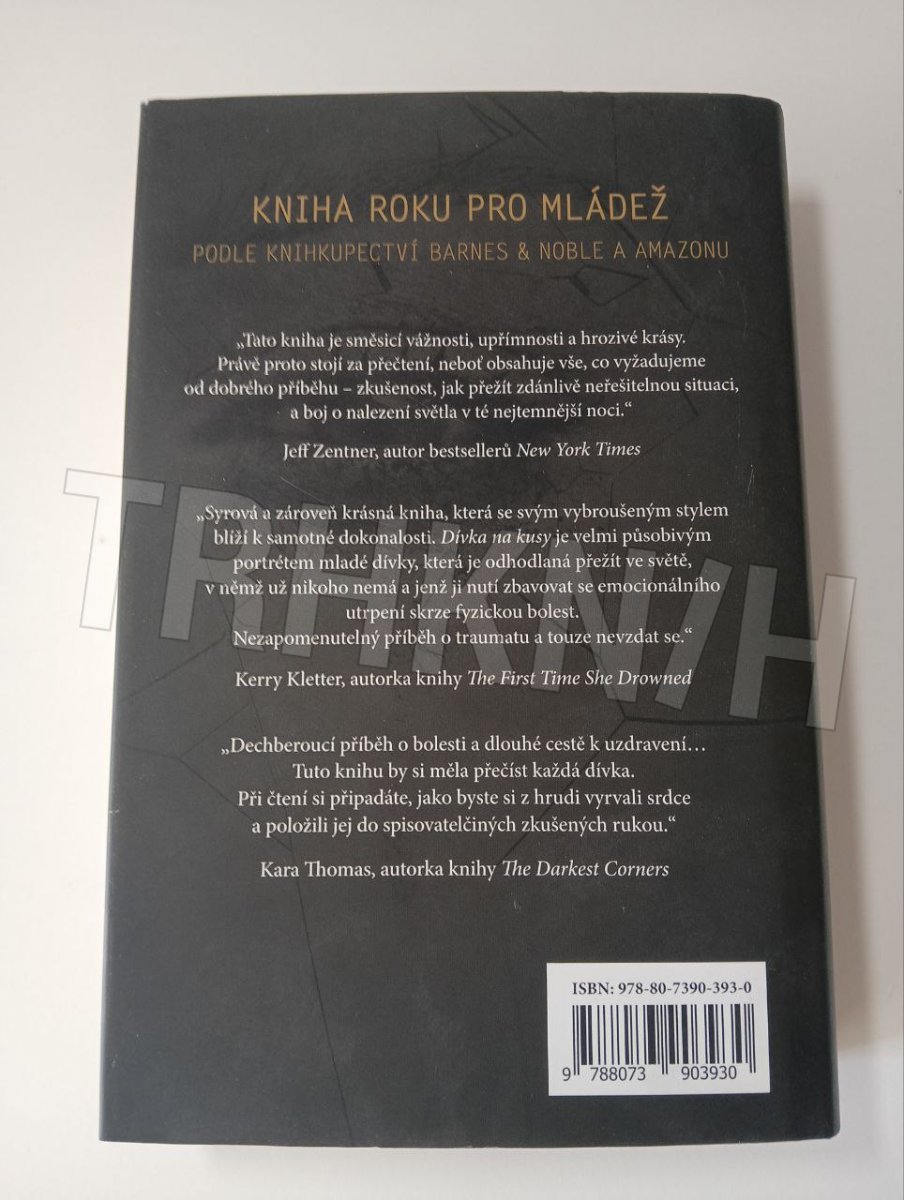 KNIHA ROKU PRO MLÁDEŽ
PODLE KNIHKUPECTVÍ BARNES & NOBLE A AMAZONU
„Tato kniha je směsicí vážnosti, upřímnosti a hrozivé krásy.
Právě proto stojí za přečtení, neboť obsahuje vše, co vyžadujeme
od dobrého příběhu – zkušenost, jak přežít zdánlivě neřešitelnou situaci,
a boj o nalezení světla v té nejtemnější noci.“
Jeff Zentner, autor bestsellerů New York Times
„Syrová a zároveň krásná kniha, která se svým vybroušeným stylem
blíží k samotné dokonalosti. Dívka na kusy je velmi působivým
portrétem mladé dívky, která je odhodlaná přežít ve světě,
v němž už nikoho nemá a jenž ji nutí zbavovat se emocionálního
utrpení skrze fyzickou bolest.
Nezapomenutelný příběh o traumatu a touze nevzdat se.“
Kerry Kletter, autorka knihy The First Time She Drowned
„Dechberoucí příběh o bolesti a dlouhé cestě k uzdravení…
Tuto knihu by si měla přečíst každá dívka.
Při čtení si připadáte, jako byste si z hrudi vyrvali srdce
a položili jej do spisovatelčiných zkušených rukou.“
Kara Thomas, autorka knihy The Darkest Corners
ISBN: 978-80-7390-393-0
9 788073 903930
TRHKNIH